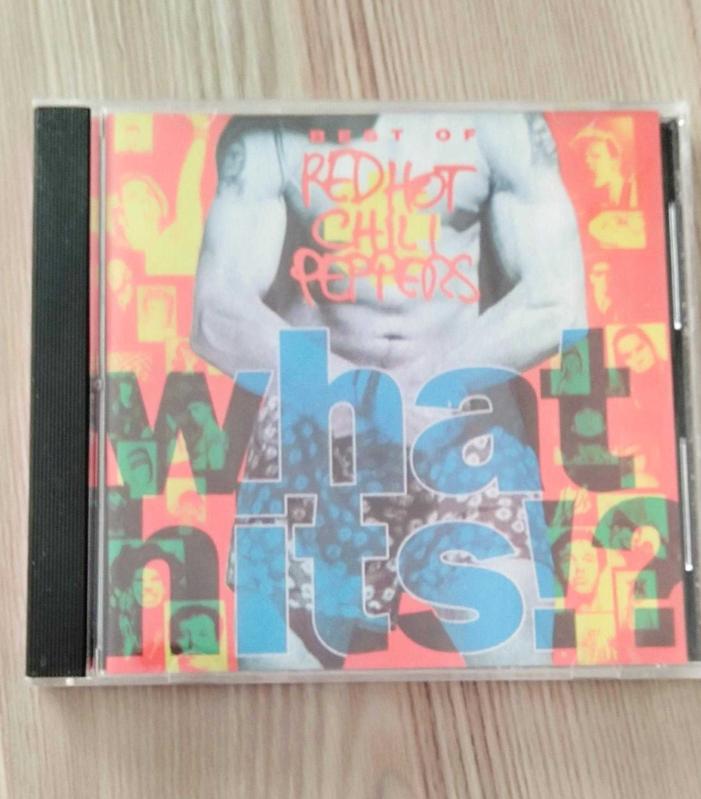 BEST OF
RED HOT
CHILI
PEPPERS
what
hits!?